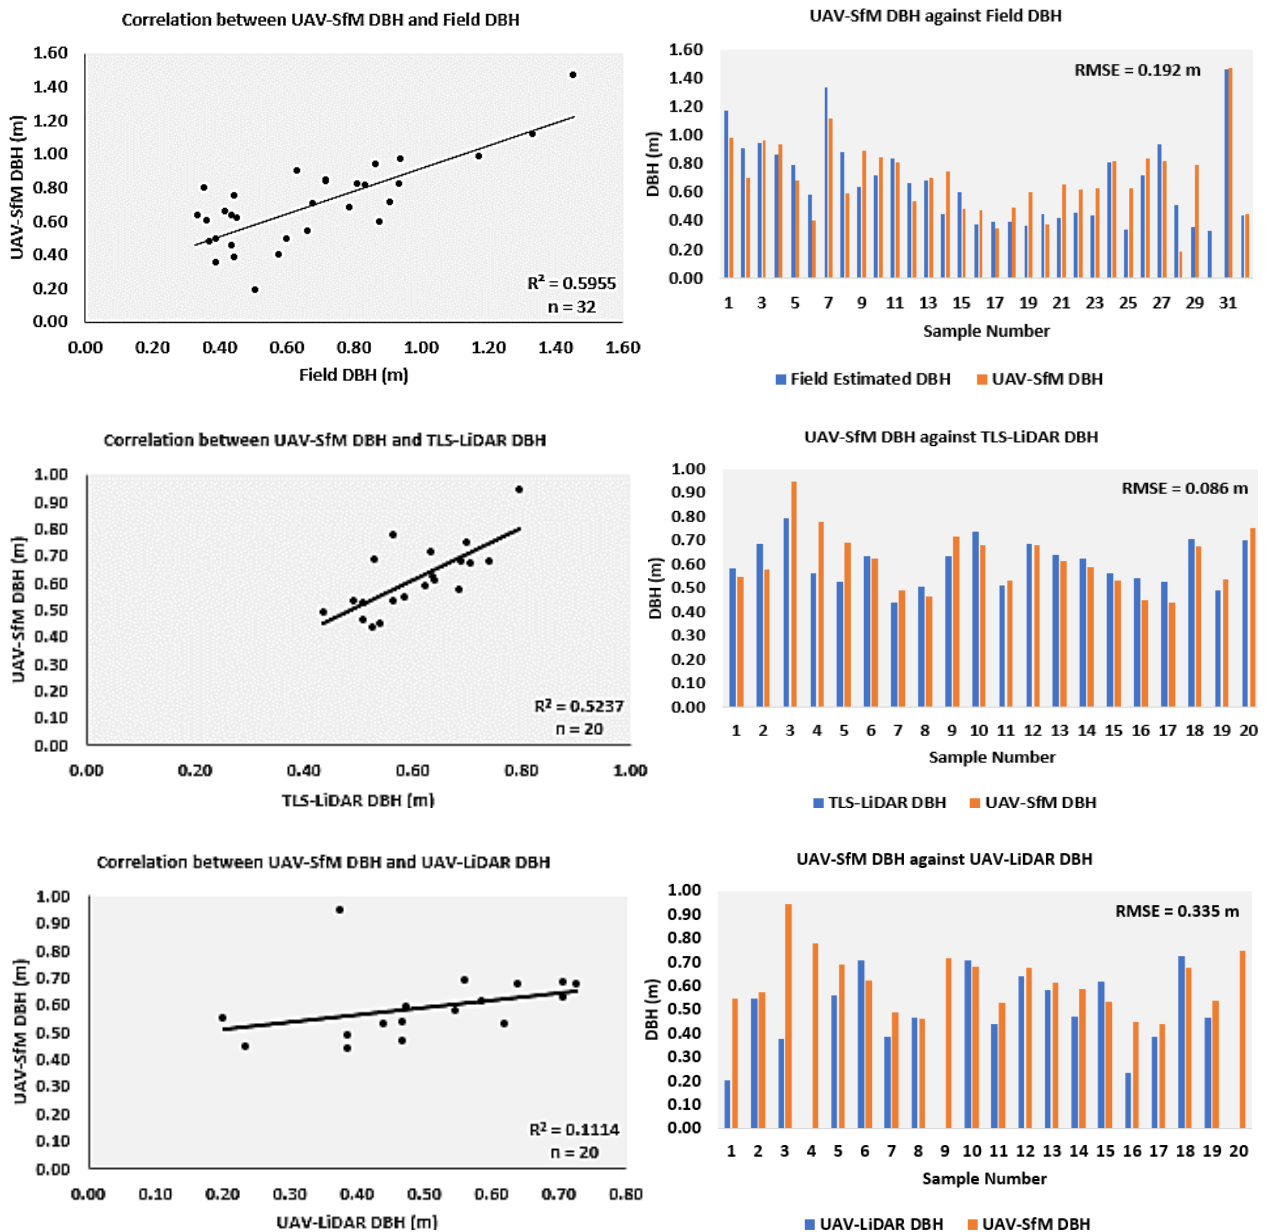 Correlation between UAV-SfM DBH and Field DBH
1.60
1.40
1.20
1.00
0.80
0.60
0.40
0.20
0.00
UAV-SfM DBH (m)
R² = 0.5955
n = 32
0.00 0.20 0.40 0.60 0.80 1.00 1.20 1.40 1.60
Field DBH (m)
UAV-SfM DBH against Field DBH
RMSE = 0.192 m
1.60
1.40
1.20
1.00
0.80
0.60
0.40
0.20
0.00
DBH (m)
1 3 5 7 9 11 13 15 17 19 21 23 25 27 29 31
Sample Number
Field Estimated DBH UAV-SfM DBH
Correlation between UAV-SfM DBH and TLS-LiDAR DBH
1.00
0.90
0.80
0.70
0.60
0.50
0.40
0.30
0.20
0.10
0.00
UAV-SfM DBH (m)
R² = 0.5237
n = 20
0.00 0.20 0.40 0.60 0.80 1.00
TLS-LiDAR DBH (m)
UAV-SfM DBH against TLS-LiDAR DBH
RMSE = 0.086 m
1.00
0.90
0.80
0.70
0.60
0.50
0.40
0.30
0.20
0.10
0.00
DBH (m)
1 2 3 4 5 6 7 8 9 10 11 12 13 14 15 16 17 18 19 20
Sample Number
TLS-LiDAR DBH UAV-SfM DBH
Correlation between UAV-SfM DBH and UAV-LiDAR DBH
1.00
0.90
0.80
0.70
0.60
0.50
0.40
0.30
0.20
0.10
0.00
UAV-SfM DBH (m)
R² = 0.1114
n = 20
0.00 0.10 0.20 0.30 0.40 0.50 0.60 0.70 0.80
UAV-LiDAR DBH (m)
UAV-SfM DBH against UAV-LiDAR DBH
RMSE = 0.335 m
1.00
0.90
0.80
0.70
0.60
0.50
0.40
0.30
0.20
0.10
0.00
DBH (m)
1 2 3 4 5 6 7 8 9 10 11 12 13 14 15 16 17 18 19 20
Sample Number
UAV-LiDAR DBH UAV-SfM DBH